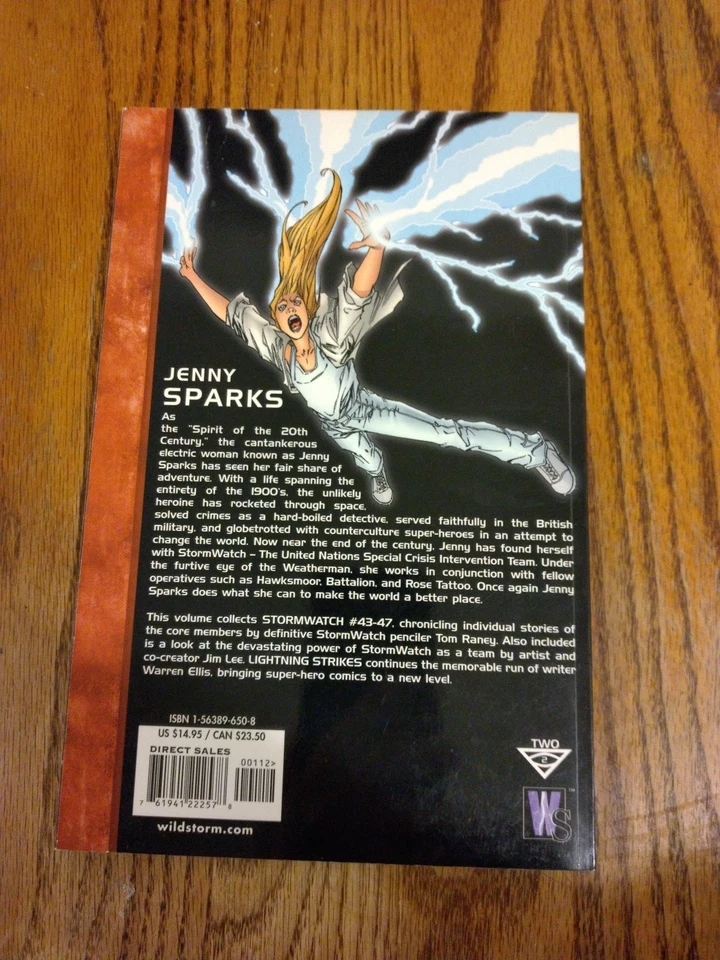 JENNY
SPARKS
As
the "Spirit of the 20th
Century," the cantankerous
electric woman known as Jenny
Sparks has seen her fair share of
adventure. With a life spanning the
entirety of the 1900's, the unlikely
heroine has rocketed through space,
solved crimes as a hard-boiled detective, served faithfully in the British
military, and globetrotted with counterculture super-heroes in an attempt to
change the world. Now near the end of the century, Jenny has found herself
with StormWatch – The United Nations Special Crisis Intervention Team. Under
the furtive eye of the Weatherman, she works in conjunction with fellow
operatives such as Hawksmoor, Battalion, and Rose Tattoo. Once again Jenny
Sparks does what she can to make the world a better place.
This volume collects STORMWATCH #43-47, chronicling individual stories of
the core members by definitive StormWatch penciler Tom Raney. Also included
is a look at the devastating power of StormWatch as a team by artist and
co-creator Jim Lee. LIGHTNING STRIKES continues the memorable run of writer
Warren Ellis, bringing super-hero comics to a new level.
ISBN 1-56389-650-8
US $14.95 / CAN $23.50
DIRECT SALES
00112>
7 61941 22257 8
wildstorm.com
TWO
2
WS